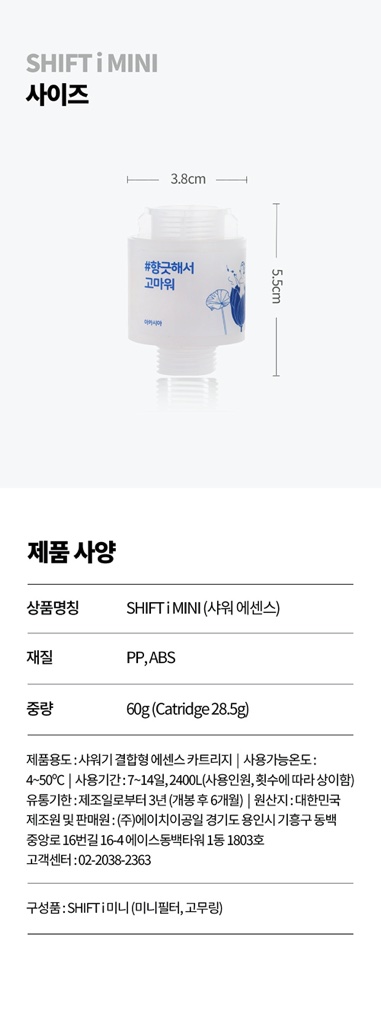 SHIFT i MINI
사이즈
3.8cm
5.5cm
#향긋해서
고마워
아카시아
제품 사양
상품명칭 SHIFT i MINI (샤워 에센스)
재질 PP, ABS
중량 60g (Catridge 28.5g)
제품용도 : 샤워기 결합형 에센스 카트리지 | 사용가능온도 :
4~50ºC | 사용기간 : 7~14일, 2400L(사용인원, 횟수에 따라 상이함)
유통기한 : 제조일로부터 3년 (개봉 후 6개월) | 원산지 : 대한민국
제조원 및 판매원 : (주)에이치이공일 경기도 용인시 기흥구 동백
중앙로 16번길 16-4 에이스동백타워 1동 1803호
고객센터 : 02-2038-2363
구성품 : SHIFT i 미니 (미니필터, 고무링)